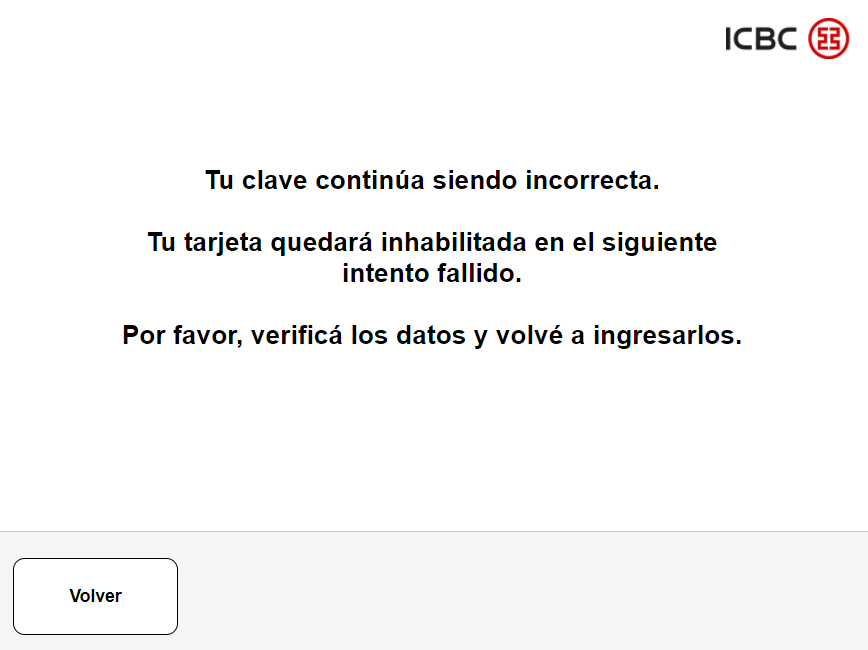 ICBC
Tu clave continúa siendo incorrecta.
Tu tarjeta quedará inhabilitada en el siguiente
intento fallido.
Por favor, verificá los datos y volvé a ingresarlos.
Volver